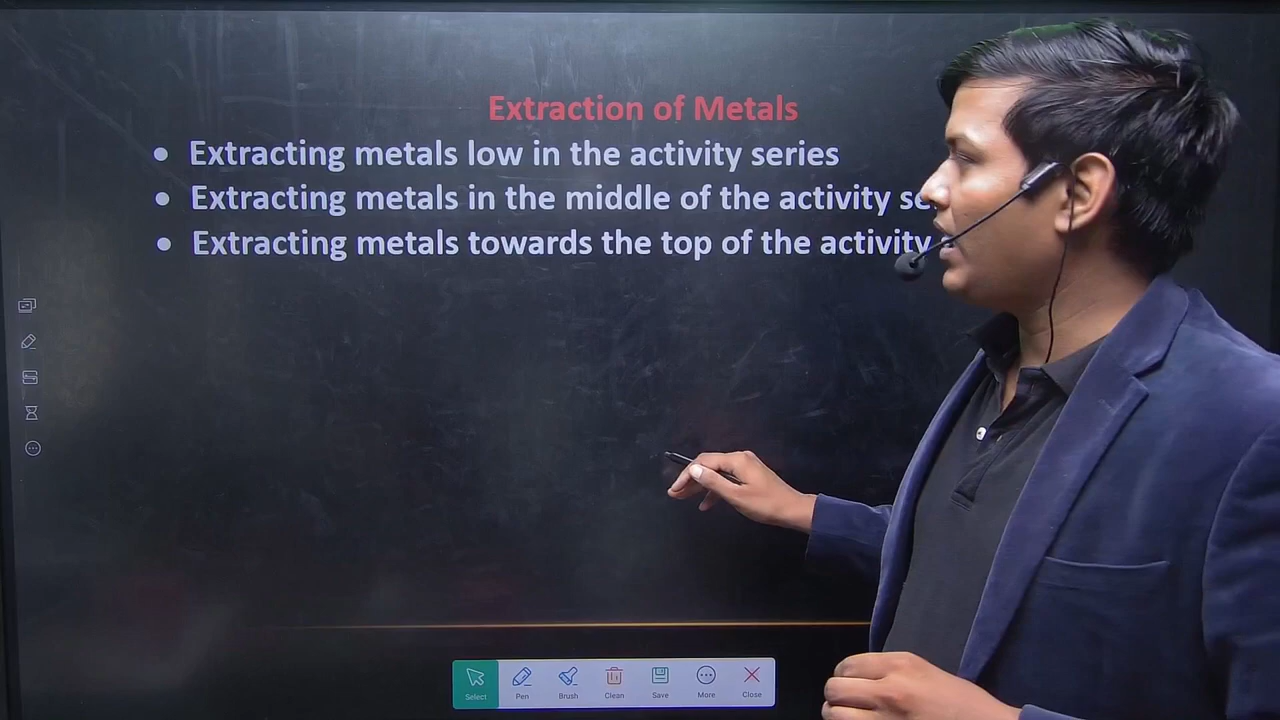 Extraction of Metals
• Extracting metals low in the activity series
• Extracting metals in the middle of the activity se
• Extracting metals towards the top of the activity
Select Pen Brush Clean Save More Close